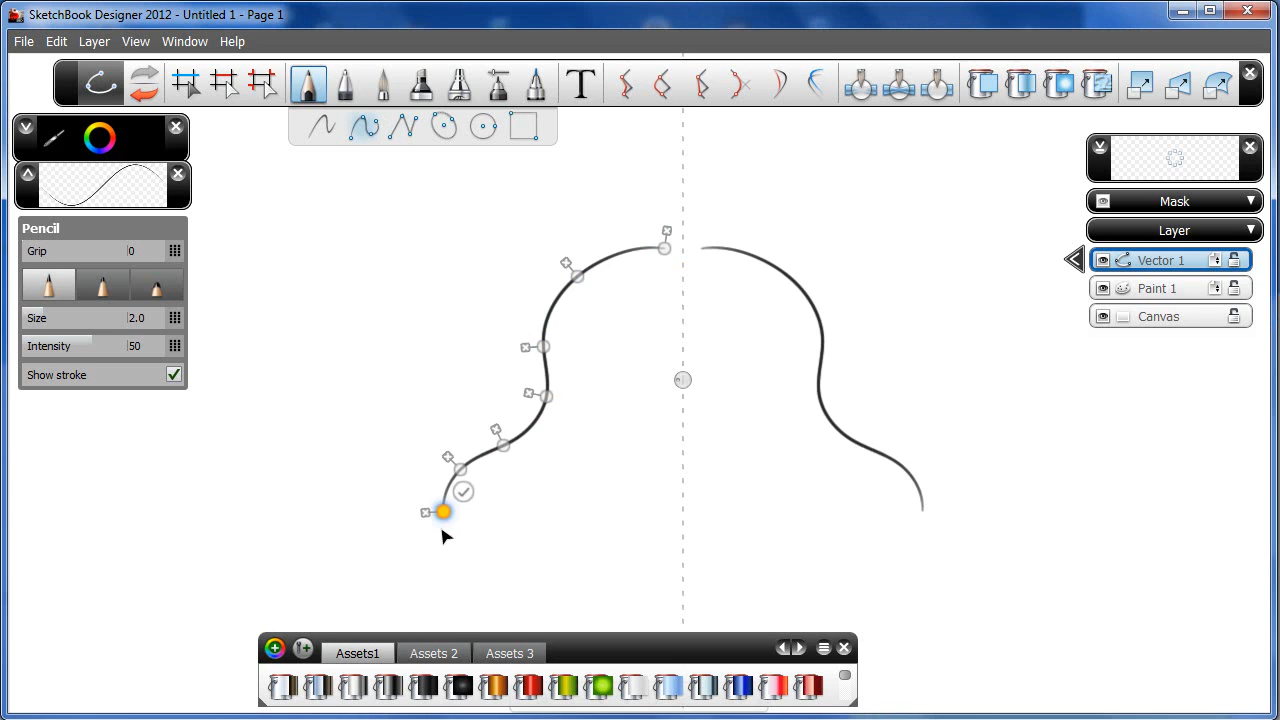 SketchBook Designer 2012 - Untitled 1 - Page 1
File Edit Layer View Window Help
T
Pencil
Grip 0
Size 2.0
Intensity 50
Show stroke
Mask
Layer
Vector 1
Paint 1
Canvas
Assets1 Assets 2 Assets 3